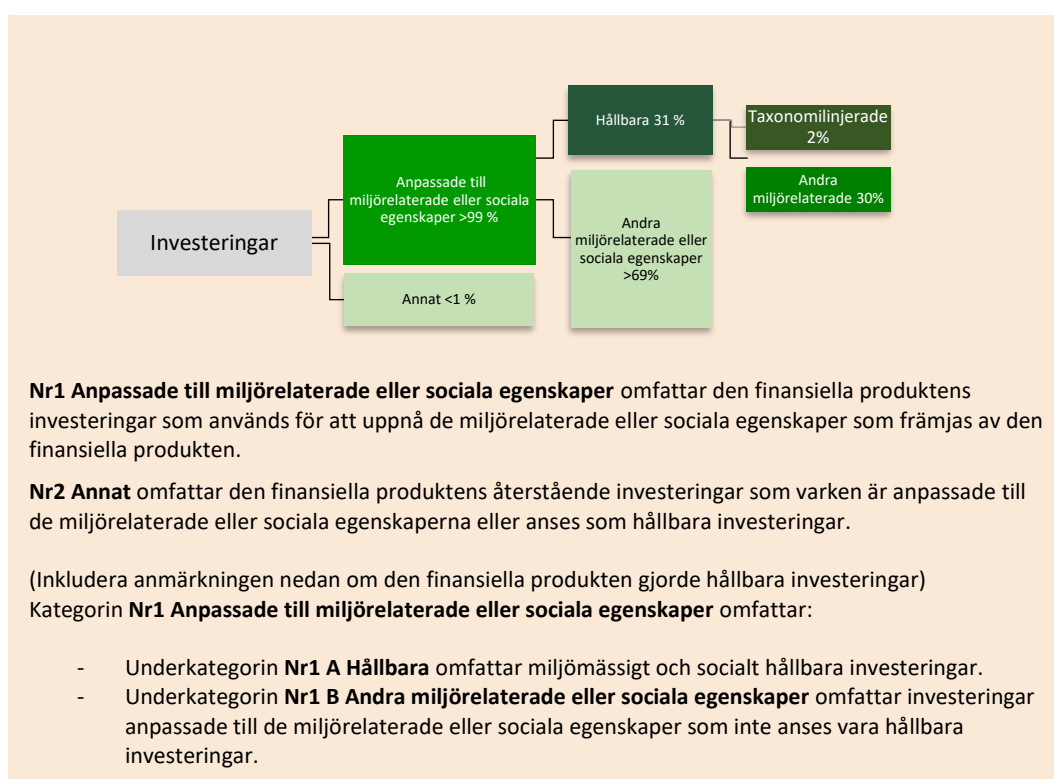 Investeringar
Anpassade till
miljörelaterade eller sociala
egenskaper >99 %
Annat <1 %
Hållbara 31 %
Andra
miljörelaterade eller
sociala egenskaper
>69%
Taxonomilinjerade
2%
Andra
miljörelaterade 30%
Nr1 Anpassade till miljörelaterade eller sociala egenskaper omfattar den finansiella produktens
investeringar som används för att uppnå de miljörelaterade eller sociala egenskaper som främjas av den
finansiella produkten.
Nr2 Annat omfattar den finansiella produktens återstående investeringar som varken är anpassade till
de miljörelaterade eller sociala egenskaperna eller anses som hållbara investeringar.
(Inkludera anmärkningen nedan om den finansiella produkten gjorde hållbara investeringar)
Kategorin Nr1 Anpassade till miljörelaterade eller sociala egenskaper omfattar:
- Underkategorin Nr1 A Hållbara omfattar miljömässigt och socialt hållbara investeringar.
- Underkategorin Nr1 B Andra miljörelaterade eller sociala egenskaper omfattar investeringar
anpassade till de miljörelaterade eller sociala egenskaper som inte anses vara hållbara
investeringar.